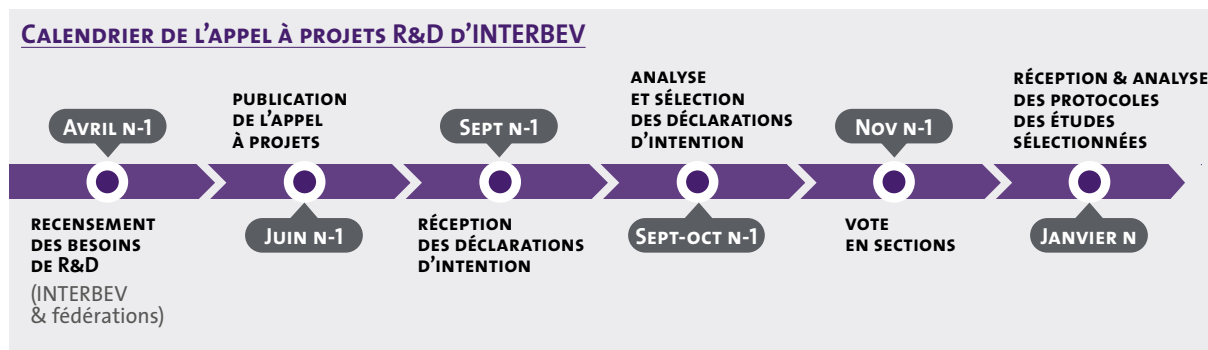 Calendrier de l'appel à projets R&D d'INTERBEV
Avril n-1
recensement
des besoins
de R&D
(INTERBEV
& fédérations)
publication
de l'appel
à projets
Juin n-1
Sept n-1
réception
des déclarations
d'intention
analyse
et sélection
des déclarations
d'intention
Sept-oct n-1
Nov n-1
vote
en sections
réception & analyse
des protocoles
des études
sélectionnées
Janvier n